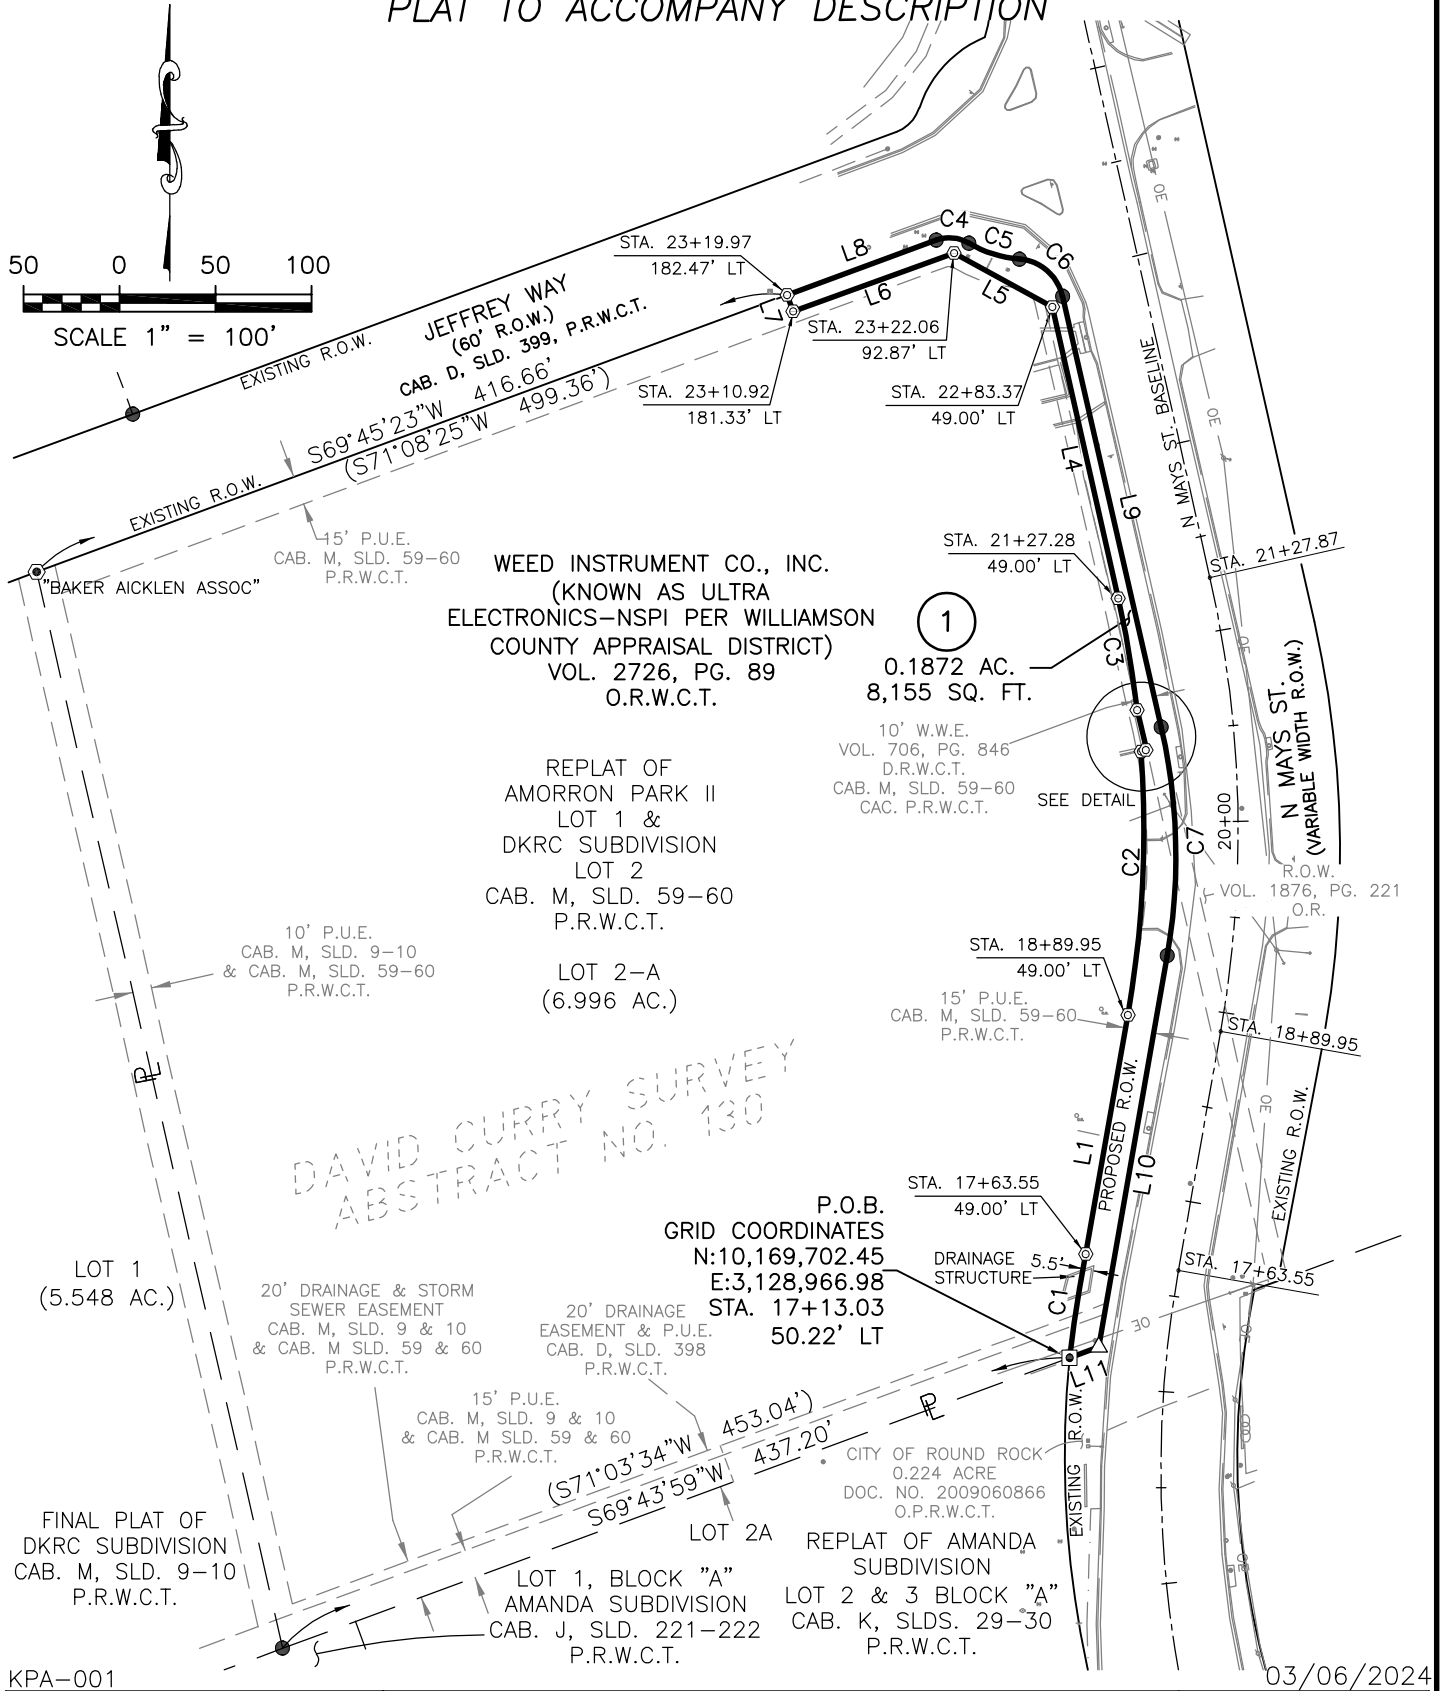 PLAT TO ACCOMPANY DESCRIPTION
50 0 50 100
SCALE 1" = 100'
JEFFREY WAY
(60' R.O.W.)
CAB. D, SLD. 399, P.R.W.C.T.
EXISTING R.O.W.
S69°45'23"W 416.66'
(S71°08'25"W 499.36')
EXISTING R.O.W.
15' P.U.E.
CAB. M, SLD. 59-60
P.R.W.C.T.
"BAKER AICKLEN ASSOC"
STA. 23+19.97
182.47' LT
L8
C4
C5
C6
L7
L6
L5
STA. 23+22.06
92.87' LT
STA. 23+10.92
181.33' LT
STA. 22+83.37
49.00' LT
L4
L9
N MAYS ST. BASELINE
OE
OE
STA. 21+27.28
49.00' LT
STA. 21+27.87
WEED INSTRUMENT CO., INC.
(KNOWN AS ULTRA
ELECTRONICS-NSPI PER WILLIAMSON
COUNTY APPRAISAL DISTRICT)
VOL. 2726, PG. 89
O.R.W.C.T.
1
0.1872 AC.
8,155 SQ. FT.
C3
OE
N MAYS ST.
(VARIABLE WIDTH R.O.W.)
10' W.W.E.
VOL. 706, PG. 846
D.R.W.C.T.
CAB. M, SLD. 59-60
CAC. P.R.W.C.T.
SEE DETAIL
REPLAT OF
AMORRON PARK II
LOT 1 &
DKRC SUBDIVISION
LOT 2
CAB. M, SLD. 59-60
P.R.W.C.T.
LOT 2-A
(6.996 AC.)
C2
C7
20+00
R.O.W.
VOL. 1876, PG. 221
O.R.
10' P.U.E.
CAB. M, SLD. 9-10
& CAB. M, SLD. 59-60
P.R.W.C.T.
STA. 18+89.95
49.00' LT
15' P.U.E.
CAB. M, SLD. 59-60
P.R.W.C.T.
STA. 18+89.95
PL
DAVID CURRY SURVEY
ABSTRACT NO. 130
L1
PROPOSED R.O.W.
L10
OE
EXISTING R.O.W.
STA. 17+63.55
49.00' LT
P.O.B.
GRID COORDINATES
N:10,169,702.45
E:3,128,966.98
STA. 17+13.03
50.22' LT
DRAINAGE
STRUCTURE
5.5'
C1
STA. 17+63.55
OE
OE
L11
LOT 1
(5.548 AC.)
20' DRAINAGE & STORM
SEWER EASEMENT
CAB. M, SLD. 9 & 10
& CAB. M SLD. 59 & 60
P.R.W.C.T.
20' DRAINAGE
EASEMENT & P.U.E.
CAB. D, SLD. 398
P.R.W.C.T.
15' P.U.E.
CAB. M, SLD. 9 & 10
& CAB. M SLD. 59 & 60
P.R.W.C.T.
(S71°03'34"W 453.04')
S69°43'59"W 437.20'
PL
EXISTING R.O.W.
CITY OF ROUND ROCK
0.224 ACRE
DOC. NO. 2009060866
O.P.R.W.C.T.
OE
FINAL PLAT OF
DKRC SUBDIVISION
CAB. M, SLD. 9-10
P.R.W.C.T.
LOT 2A
LOT 1, BLOCK "A"
AMANDA SUBDIVISION
CAB. J, SLD. 221-222
P.R.W.C.T.
REPLAT OF AMANDA
SUBDIVISION
LOT 2 & 3 BLOCK "A"
CAB. K, SLDS. 29-30
P.R.W.C.T.
KPA-001
03/06/2024